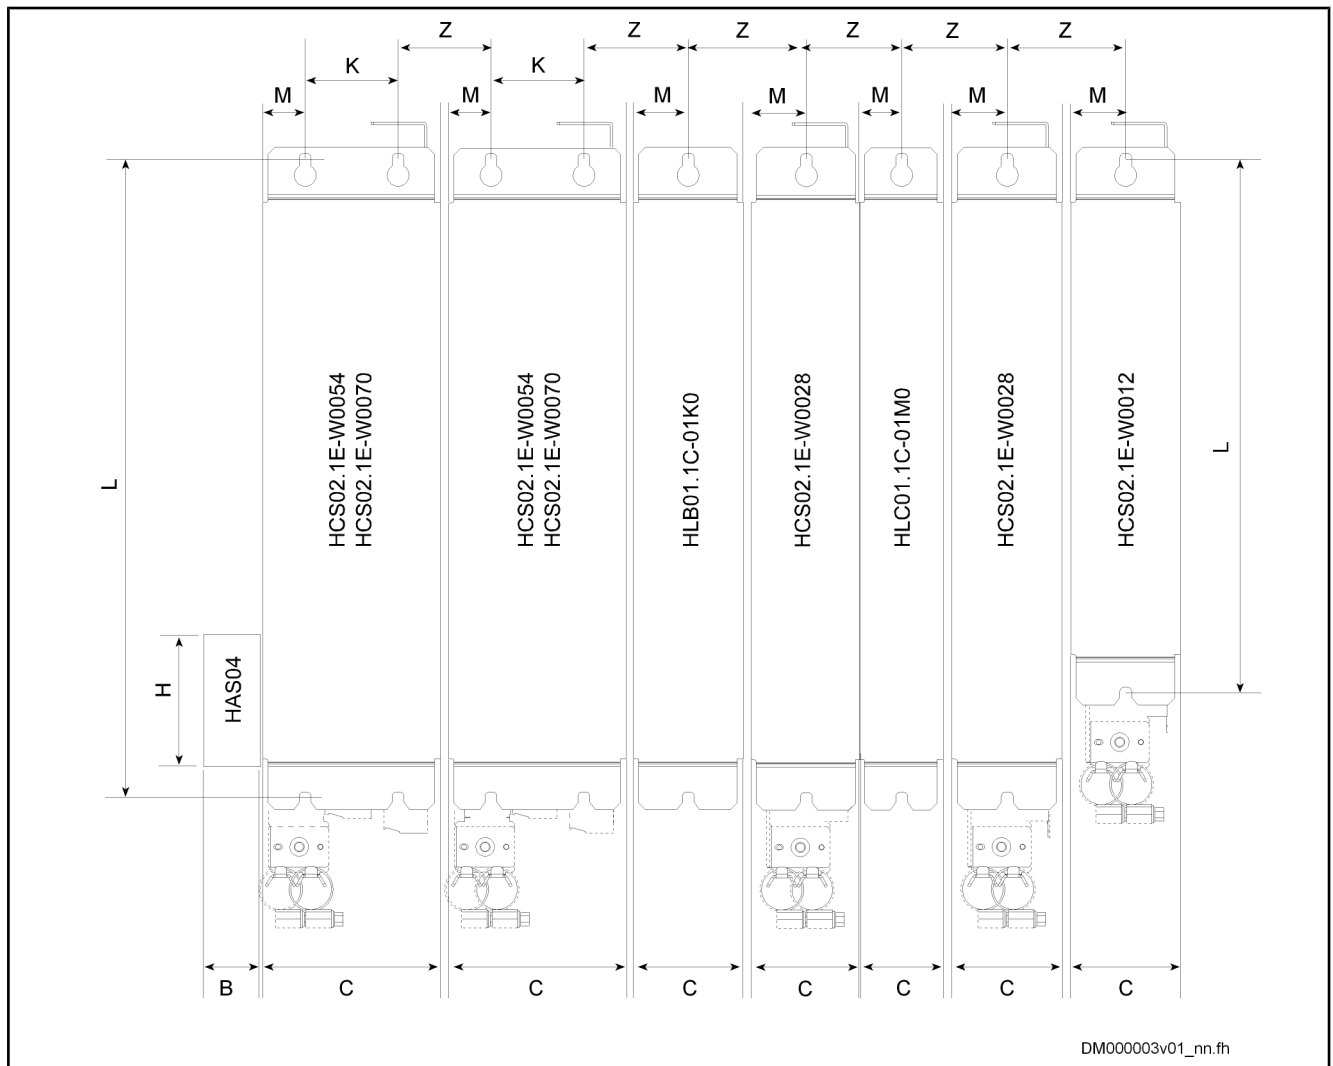 Z Z Z Z Z Z
K K
M M M M M M M
HCS02.1E-W0054
HCS02.1E-W0070
HCS02.1E-W0054
HCS02.1E-W0070
HLB01.1C-01K0
HCS02.1E-W0028
HLC01.1C-01M0
HCS02.1E-W0028
HCS02.1E-W0012
L
L
H
HAS04
B C C C C C C C
DM000003v01_nn.fh